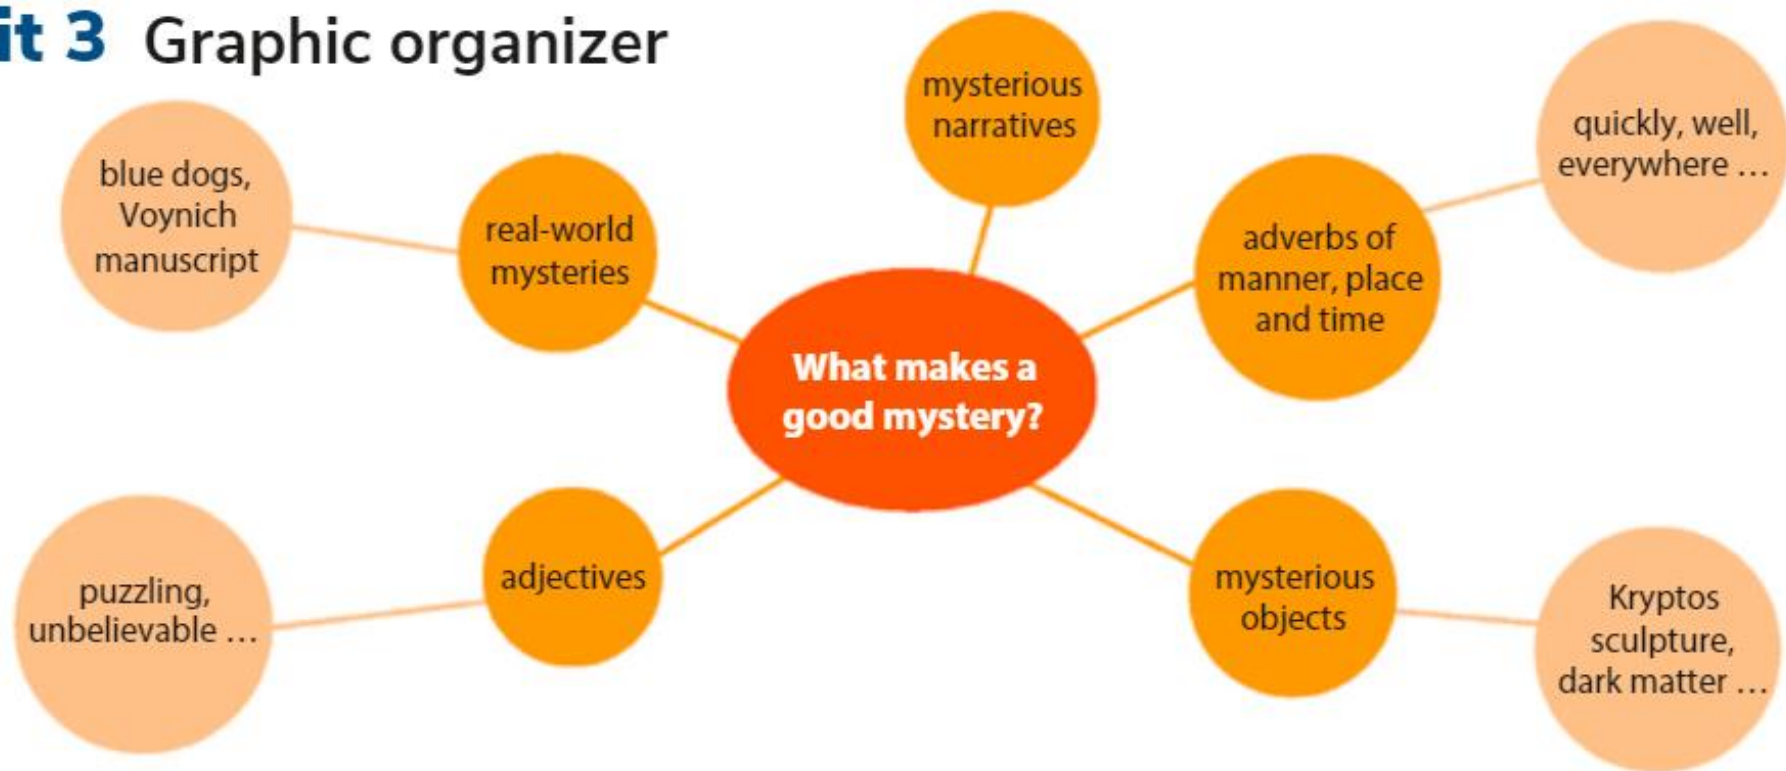 it 3 Graphic organizer
mysterious
narratives
quickly, well,
everywhere ...
blue dogs,
Voynich
manuscript
real-world
mysteries
adverbs of
manner, place
and time
What makes a
good mystery?
puzzling,
unbelievable ...
adjectives
mysterious
objects
Kryptos
sculpture,
dark matter ...